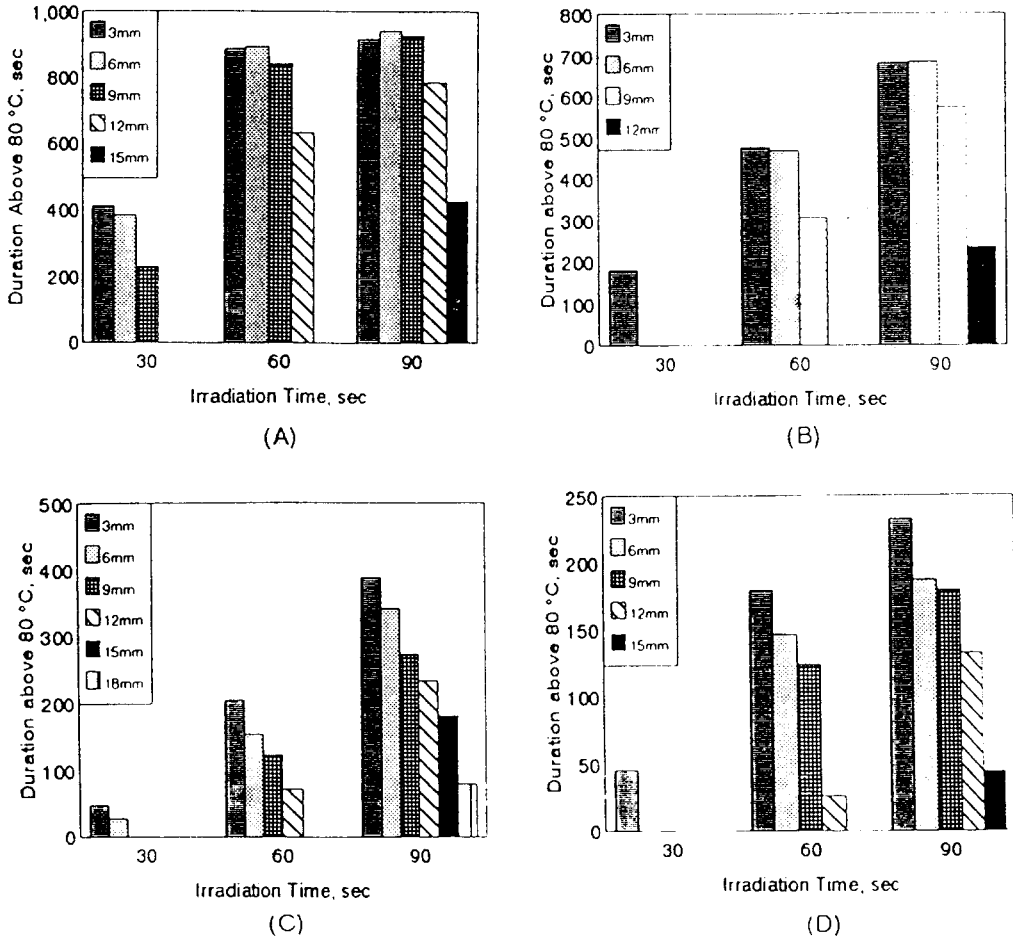 1,000
800
600
400
200
0
Duration Above 80 °C, sec
3mm
6mm
9mm
12mm
15mm
30
60
90
Irradiation Time, sec
(A)
800
700
600
500
400
300
200
100
0
Duration above 80 °C, sec
3mm
6mm
9mm
12mm
30
60
90
Irradiation Time, sec
(B)
500
400
300
200
100
0
Duration above 80 °C, sec
3mm
6mm
9mm
12mm
15mm
18mm
30
60
90
Irradiation Time, sec
(C)
250
200
150
100
50
0
Duration above 80 °C, sec
3mm
6mm
9mm
12mm
15mm
30
60
90
Irradiation Time, sec
(D)